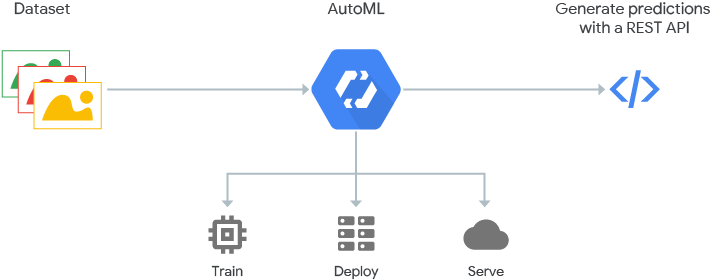 Dataset
AutoML
Generate predictions
with a REST API
Train
Deploy
Serve